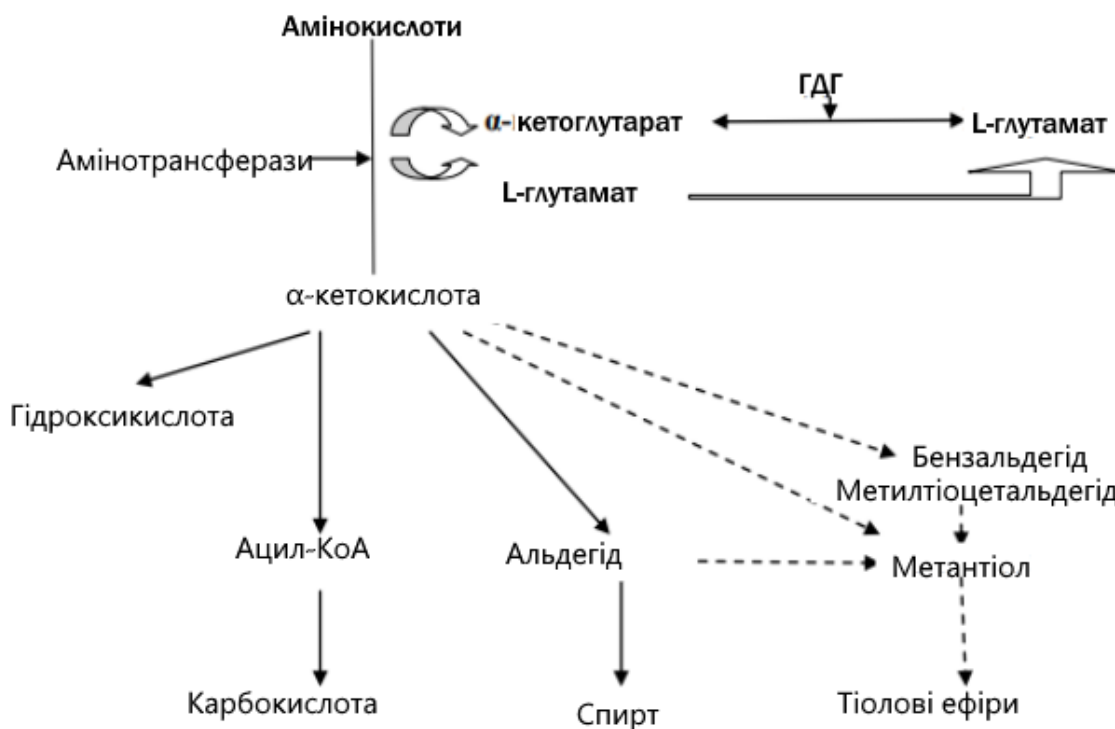 Амінокислоти
ГДГ
α-кетоглутарат
L-глутамат
Амінотрансферази
L-глутамат
α-кетокислота
Гідроксикислота
Бензальдегід
Метилтіоцетальдегід
Ацил-КоА
Альдегід
Метантіол
Карбокислота
Спирт
Тіолові ефіри